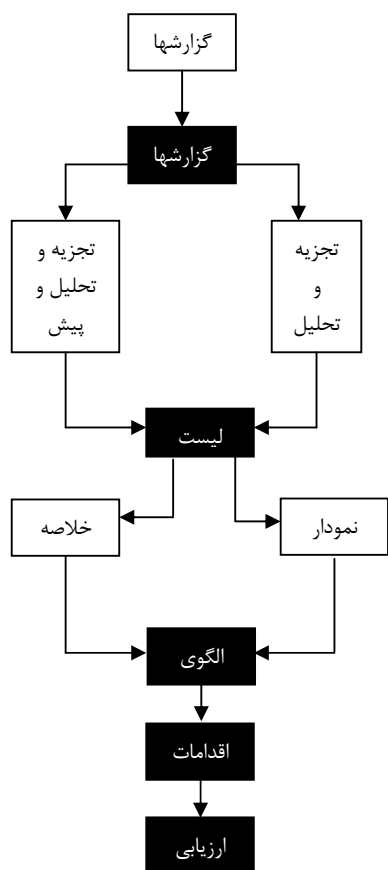 گزارشها
گزارشها
تجزیه
و
تحلیل
تجزیه و
تحلیل و
پیش
لیست
نمودار
خلاصه
الگوی
اقدامات
ارزیابی